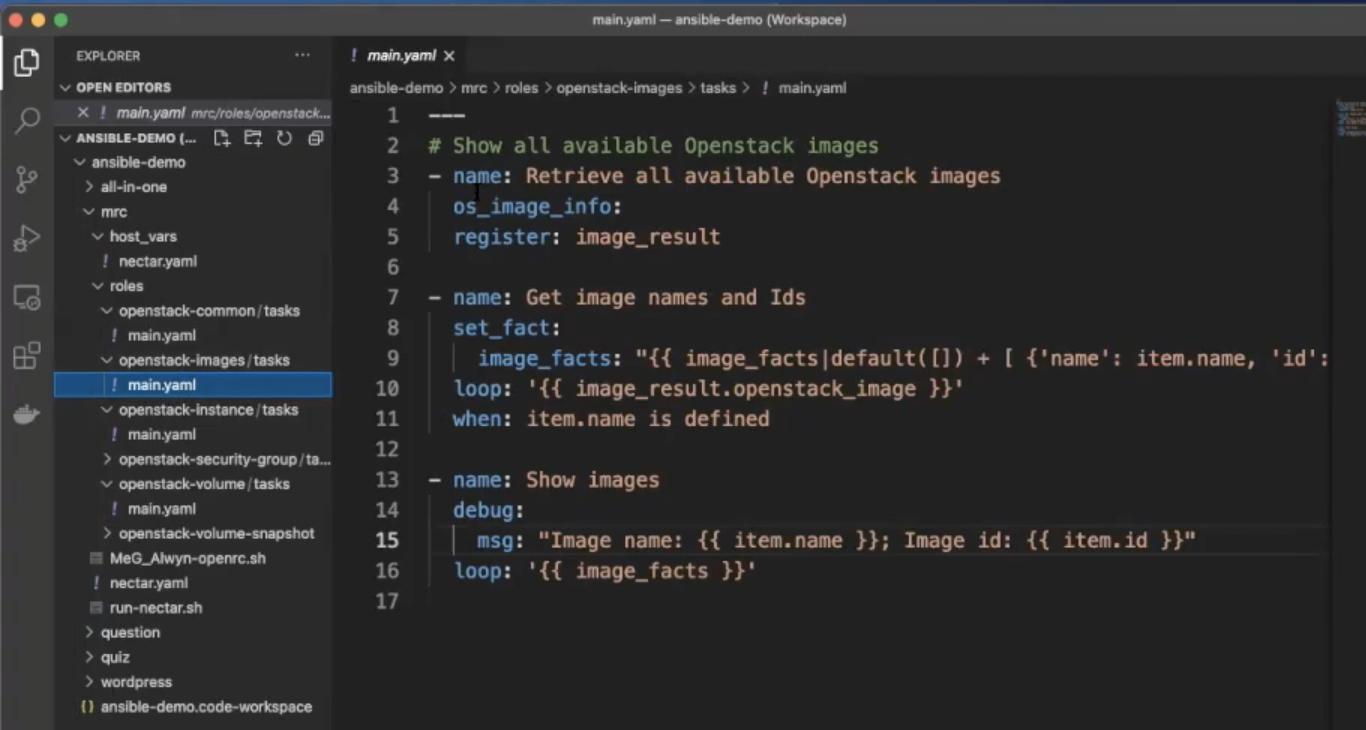 main.yaml — ansible-demo (Workspace)
EXPLORER ...
OPEN EDITORS
main.yaml mrc/roles/openstack...
ANSIBLE-DEMO (...
ansible-demo
all-in-one
mrc
host_vars
! nectar.yaml
roles
openstack-common/tasks
! main.yaml
openstack-images/tasks
! main.yaml
openstack-instance/tasks
! main.yaml
openstack-security-group/ta...
openstack-volume/tasks
! main.yaml
openstack-volume-snapshot
MeG_Alwyn-openrc.sh
! nectar.yaml
run-nectar.sh
question
quiz
wordpress
{} ansible-demo.code-workspace
! main.yaml
ansible-demo > mrc > roles > openstack-images > tasks > ! main.yaml
1 ---
2 # Show all available Openstack images
3 - name: Retrieve all available Openstack images
4 os_image_info:
5 register: image_result
6
7 - name: Get image names and Ids
8 set_fact:
9 image_facts: "{{ image_facts|default([]) + [ {'name': item.name, 'id':
10 loop: '{{ image_result.openstack_image }}'
11 when: item.name is defined
12
13 - name: Show images
14 debug:
15 msg: "Image name: {{ item.name }}; Image id: {{ item.id }}"
16 loop: '{{ image_facts }}'
17